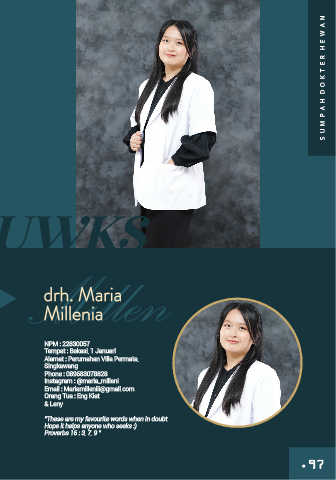 SUMPAH DOKTER HEWAN
UWKS
drh. Maria
Millenia
Millen
NPM : 22830057
Tempat : Bekasi, 1 Januari
Alamat : Perumahan Villa Permata,
Singkawang
Phone : 089683078828
Instagram : @maria_milleni
Email : Mariamilleniii@gmail.com
Orang Tua : Eng Kiat
& Leny
"These are my favourite words when in doubt
Hope it helps anyone who seeks :)
Proverbs 16 : 3, 7, 9 "
97